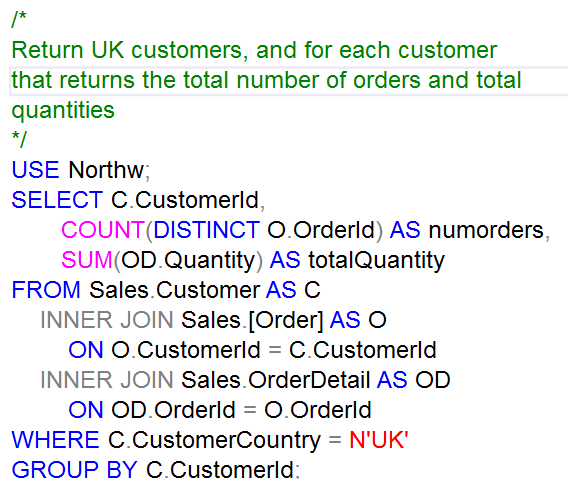 /*
Return UK customers, and for each customer
that returns the total number of orders and total
quantities
*/
USE Northw;
SELECT C.CustomerId,
COUNT(DISTINCT O.OrderId) AS numorders,
SUM(OD.Quantity) AS totalQuantity
FROM Sales.Customer AS C
INNER JOIN Sales.[Order] AS O
ON O.CustomerId = C.CustomerId
INNER JOIN Sales.OrderDetail AS OD
ON OD.OrderId = O.OrderId
WHERE C.CustomerCountry = N'UK'
GROUP BY C.CustomerId;